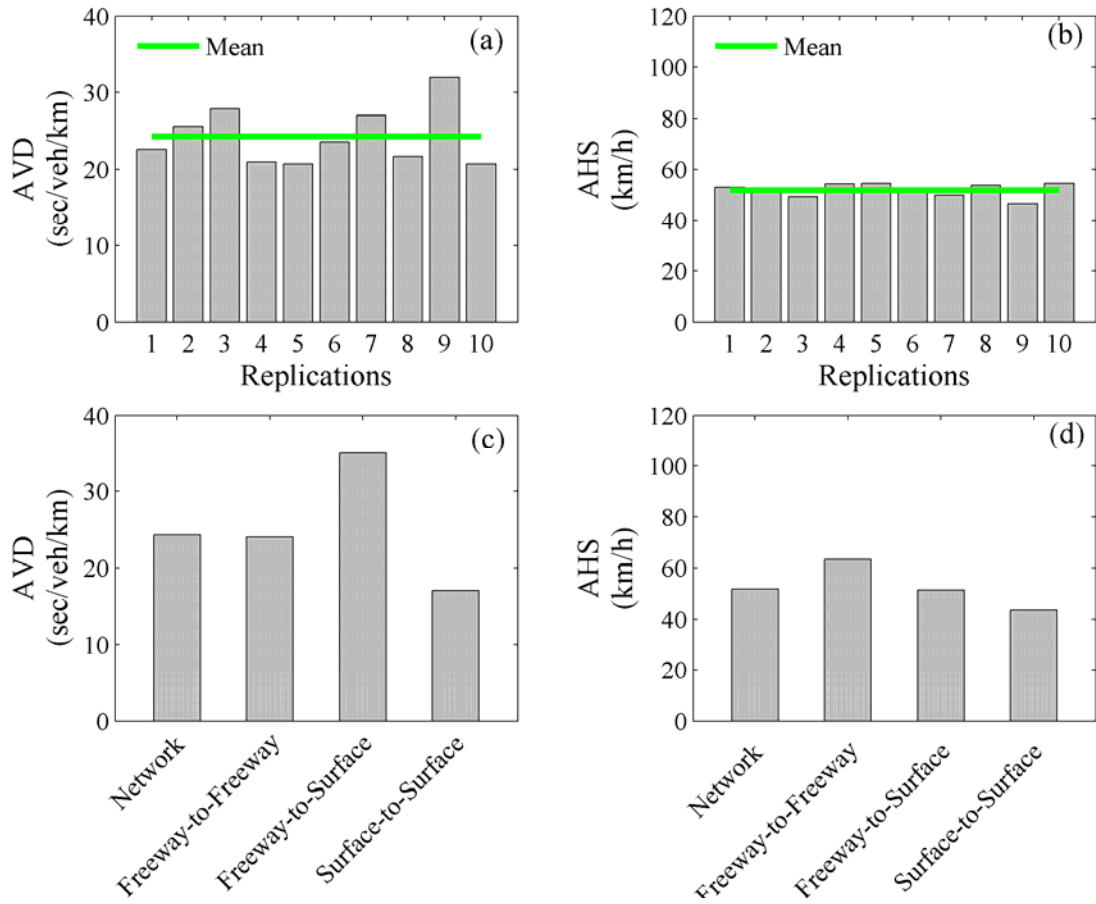 (a)
Mean
AVD
(sec/veh/km)
40
30
20
10
0
1 2 3 4 5 6 7 8 9 10
Replications
(b)
Mean
AHS
(km/h)
120
100
80
60
40
20
0
1 2 3 4 5 6 7 8 9 10
Replications
(c)
AVD
(sec/veh/km)
40
30
20
10
0
Network
Freeway-to-Freeway
Freeway-to-Surface
Surface-to-Surface
(d)
AHS
(km/h)
120
100
80
60
40
20
0
Network
Freeway-to-Freeway
Freeway-to-Surface
Surface-to-Surface